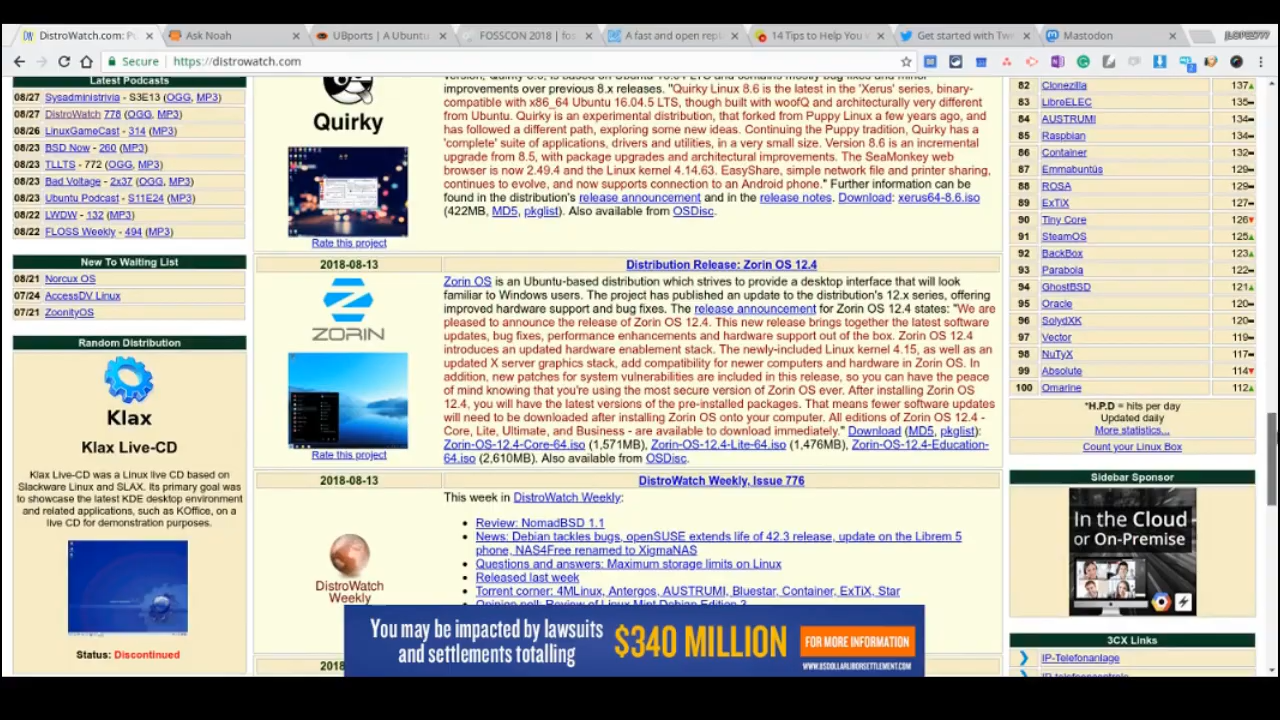 DistroWatch.com: Pu
Ask Noah
UBports | A Ubuntu
FOSSCON 2018 | fos
A fast and open repl
14 Tips to Help You
Get started with Twi
Mastodon
Secure | https://distrowatch.com
Latest Podcasts
08/27 Sysadministrivia - S3E13 (OGG, MP3)
08/27 DistroWatch 778 (OGG, MP3)
08/26 LinuxGameCast - 314 (MP3)
08/23 BSD Now - 260 (MP3)
08/23 TLLTS - 772 (OGG, MP3)
08/23 Bad Voltage - 2x37 (OGG, MP3)
08/23 Ubuntu Podcast - S11E24 (MP3)
08/22 LWDW - 132 (MP3)
08/22 FLOSS Weekly - 494 (MP3)
New To Waiting List
08/21 Norcux OS
07/24 AccessDV Linux
07/21 ZoonityOS
Random Distribution
Klax
Klax Live-CD
Klax Live-CD was a Linux live CD based on
Slackware Linux and SLAX. Its primary goal was
to showcase the latest KDE desktop environment
and related applications, such as KOffice, on a
live CD for demonstration purposes.
Status: Discontinued
Quirky
Rate this project
version, Quirky 8.6, is based on Ubuntu 16.04 LTS and contains mostly bug fixes and minor
improvements over previous 8.x releases. "Quirky Linux 8.6 is the latest in the 'Xerus' series, binary-
compatible with x86_64 Ubuntu 16.04.5 LTS, though built with woofQ and architecturally very different
from Ubuntu. Quirky is an experimental distribution, that forked from Puppy Linux a few years ago, and
has followed a different path, exploring some new ideas. Continuing the Puppy tradition, Quirky has a
'complete' suite of applications, drivers and utilities, in a very small size. Version 8.6 is an incremental
upgrade from 8.5, with package upgrades and architectural improvements. The SeaMonkey web
browser is now 2.49.4 and the Linux kernel 4.14.63. EasyShare, simple network file and printer sharing,
continues to evolve, and now supports connection to an Android phone." Further information can be
found in the distribution's release announcement and in the release notes. Download: xerus64-8.6.iso
(422MB, MD5, pkglist). Also available from OSDisc.
2018-08-13
Distribution Release: Zorin OS 12.4
ZORIN
Rate this project
Zorin OS is an Ubuntu-based distribution which strives to provide a desktop interface that will look
familiar to Windows users. The project has published an update to the distribution's 12.x series, offering
improved hardware support and bug fixes. The release announcement for Zorin OS 12.4 states: "We are
pleased to announce the release of Zorin OS 12.4. This new release brings together the latest software
updates, bug fixes, performance enhancements and hardware support out of the box. Zorin OS 12.4
introduces an updated hardware enablement stack. The newly-included Linux kernel 4.15, as well as an
updated X server graphics stack, add compatibility for newer computers and hardware in Zorin OS. In
addition, new patches for system vulnerabilities are included in this release, so you can have the peace
of mind knowing that you're using the most secure version of Zorin OS ever. After installing Zorin OS
12.4, you will have the latest versions of the pre-installed packages. That means fewer software updates
will need to be downloaded after installing Zorin OS onto your computer. All editions of Zorin OS 12.4 -
Core, Lite, Ultimate, and Business - are available to download immediately." Download (MD5, pkglist):
Zorin-OS-12.4-Core-64.iso (1,571MB), Zorin-OS-12.4-Lite-64.iso (1,476MB), Zorin-OS-12.4-Education-
64.iso (2,610MB). Also available from OSDisc.
2018-08-13
DistroWatch Weekly, Issue 776
DistroWatch
Weekly
This week in DistroWatch Weekly:
Review: NomadBSD 1.1
News: Debian tackles bugs, openSUSE extends life of 42.3 release, update on the Librem 5
phone, NAS4Free renamed to XigmaNAS
Questions and answers: Maximum storage limits on Linux
Released last week
Torrent corner: 4MLinux, Antergos, AUSTRUMI, Bluestar, Container, ExTiX, Star
Opinion poll: Review of Linux Mint Debian Edition 3
2018
You may be impacted by lawsuits
and settlements totalling
$340 MILLION
FOR MORE INFORMATION
WWW.USDOLLARLIBORSETTLEMENT.COM
82 Clonezilla 137
83 LibreELEC 135
84 AUSTRUMI 134
85 Raspbian 134
86 Container 132
87 Emmabuntüs 129
88 ROSA 129
89 ExTiX 127
90 Tiny Core 126
91 SteamOS 125
92 BackBox 123
93 Parabola 122
94 GhostBSD 121
95 Oracle 120
96 SolydXK 120
97 Vector 119
98 NuTyX 117
99 Absolute 114
100 Omarine 112
*H.P.D = hits per day
Updated daily
More statistics...
Count your Linux Box
Sidebar Sponsor
In the Cloud
or On-Premise
3CX Links
IP-Telefonanlage